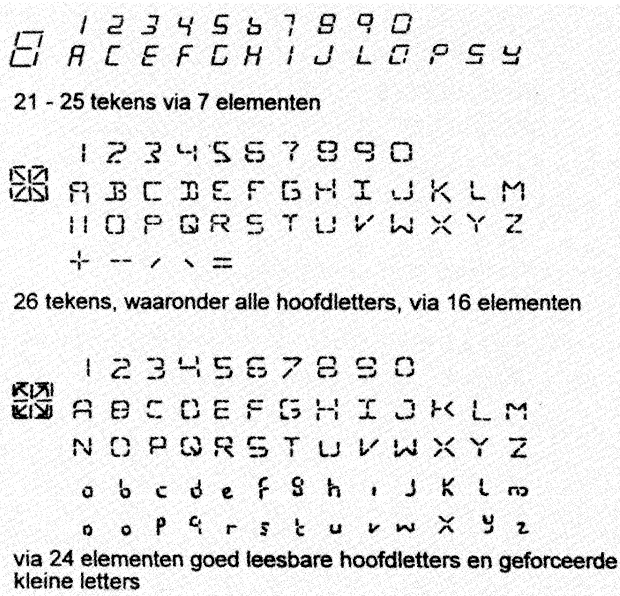 1 2 3 4 5 6 7 8 9 0
A C E F G H I J L O P S Y
21 - 25 tekens via 7 elementen
1 2 3 4 5 6 7 8 9 0
A B C D E F G H I J K L M
N O P Q R S T U V W X Y Z
+ -- / \ =
26 tekens, waaronder alle hoofdletters, via 16 elementen
1 2 3 4 5 6 7 8 9 0
A B C D E F G H I J K L M
N O P Q R S T U V W X Y Z
a b c d e f g h i J K l m
n o p q r s t u v w x y z
via 24 elementen goed leesbare hoofdletters en geforceerde
kleine letters